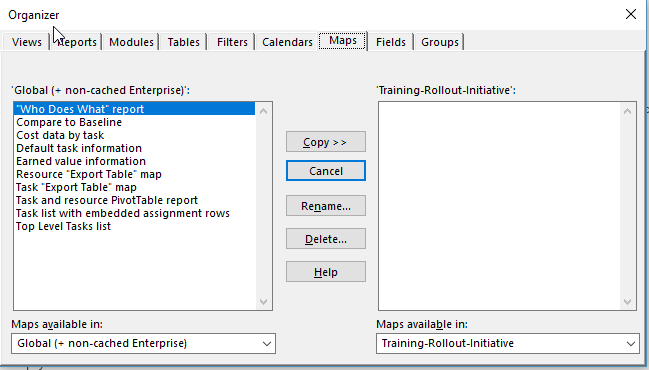 Organizer
Views Reports Modules Tables Filters Calendars Maps Fields Groups
'Global (+ non-cached Enterprise)':
"Who Does What" report
Compare to Baseline
Cost data by task
Default task information
Earned value information
Resource "Export Table" map
Task "Export Table" map
Task and resource PivotTable report
Task list with embedded assignment rows
Top Level Tasks list
Maps available in:
Global (+ non-cached Enterprise)
Copy >>
Cancel
Rename...
Delete...
Help
'Training-Rollout-Initiative':
Maps available in:
Training-Rollout-Initiative